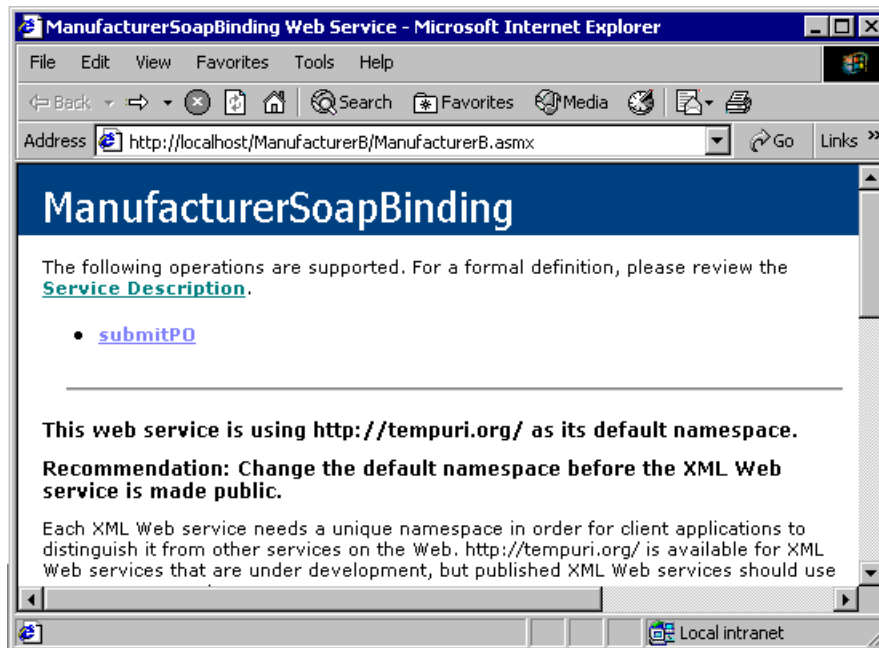 ManufacturerSoapBinding Web Service - Microsoft Internet Explorer
File Edit View Favorites Tools Help
Back Search Favorites Media
Address http://localhost/ManufacturerB/ManufacturerB.asmx Go Links »
ManufacturerSoapBinding
The following operations are supported. For a formal definition, please review the
Service Description.
• submitPO
This web service is using http://tempuri.org/ as its default namespace.
Recommendation: Change the default namespace before the XML Web
service is made public.
Each XML Web service needs a unique namespace in order for client applications to
distinguish it from other services on the Web. http://tempuri.org/ is available for XML
Web services that are under development, but published XML Web services should use
Local intranet